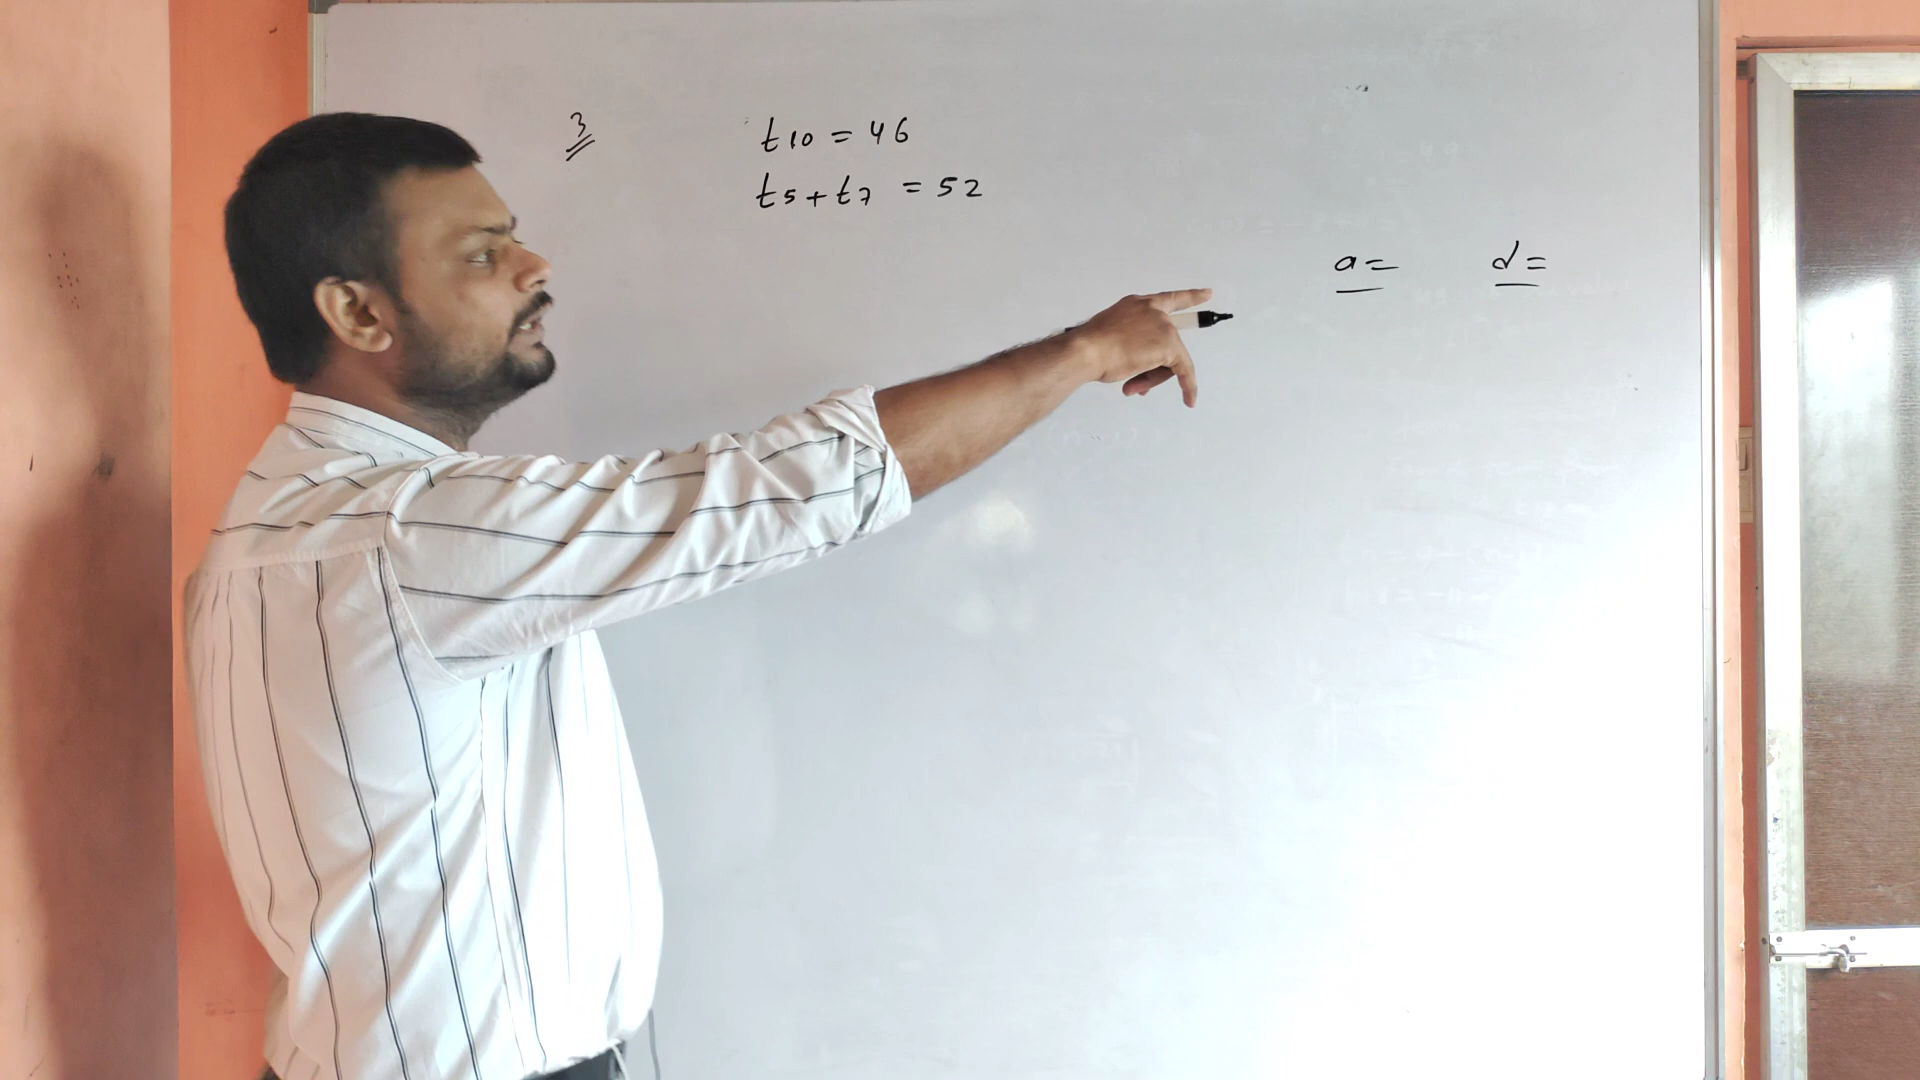 3
t10 = 46
t5 + t7 = 52
a = d =